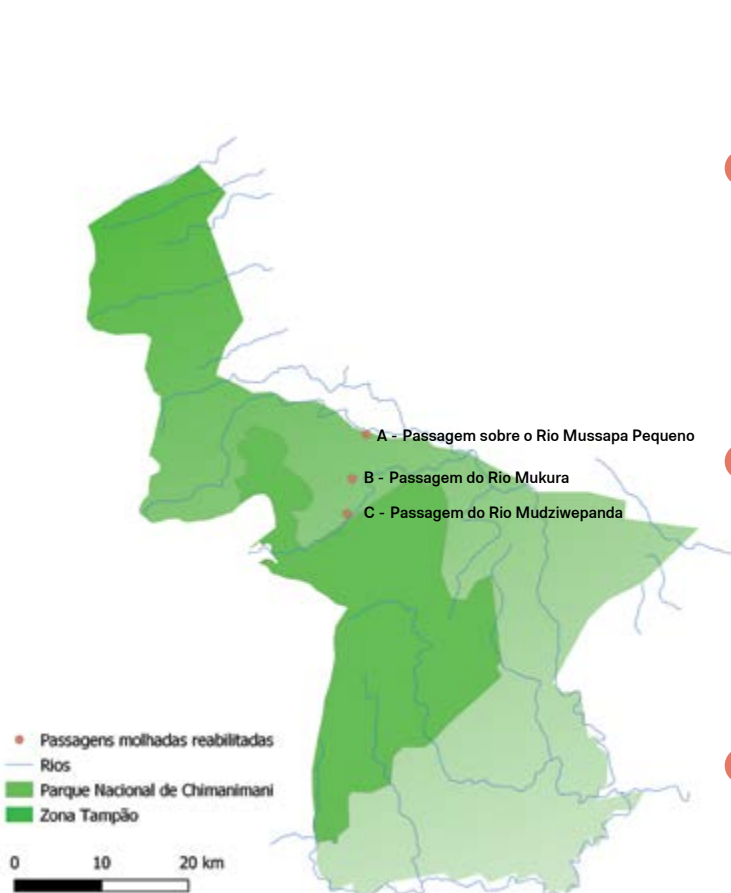 A - Passagem sobre o Rio Mussapa Pequeno
B - Passagem do Rio Mukura
C - Passagem do Rio Mudziwepanda
Passagens molhadas reabilitadas
Rios
Parque Nacional de Chimanimani
Zona Tampão
0 10 20 km